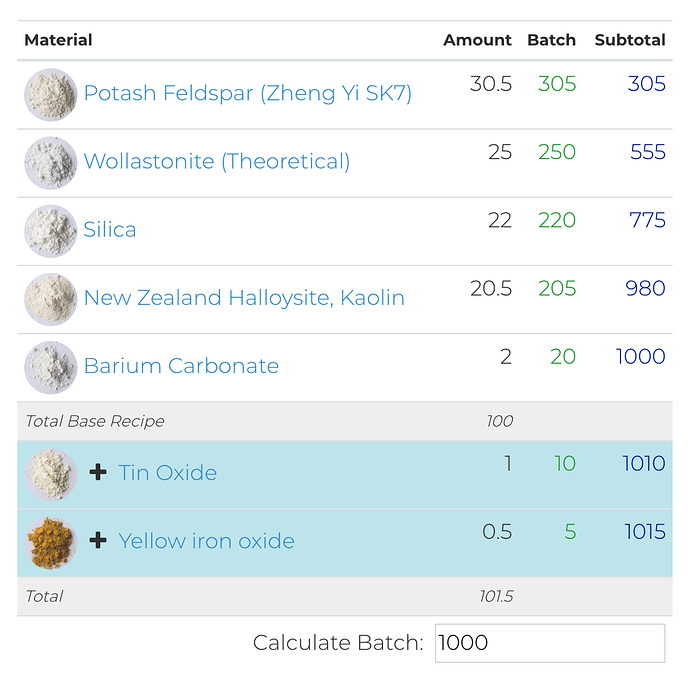 Material Amount Batch Subtotal
Potash Feldspar (Zheng Yi SK7) 30.5 305 305
Wollastonite (Theoretical) 25 250 555
Silica 22 220 775
New Zealand Halloysite, Kaolin 20.5 205 980
Barium Carbonate 2 20 1000
Total Base Recipe 100
+ Tin Oxide 1 10 1010
+ Yellow iron oxide 0.5 5 1015
Total 101.5
Calculate Batch: 1000